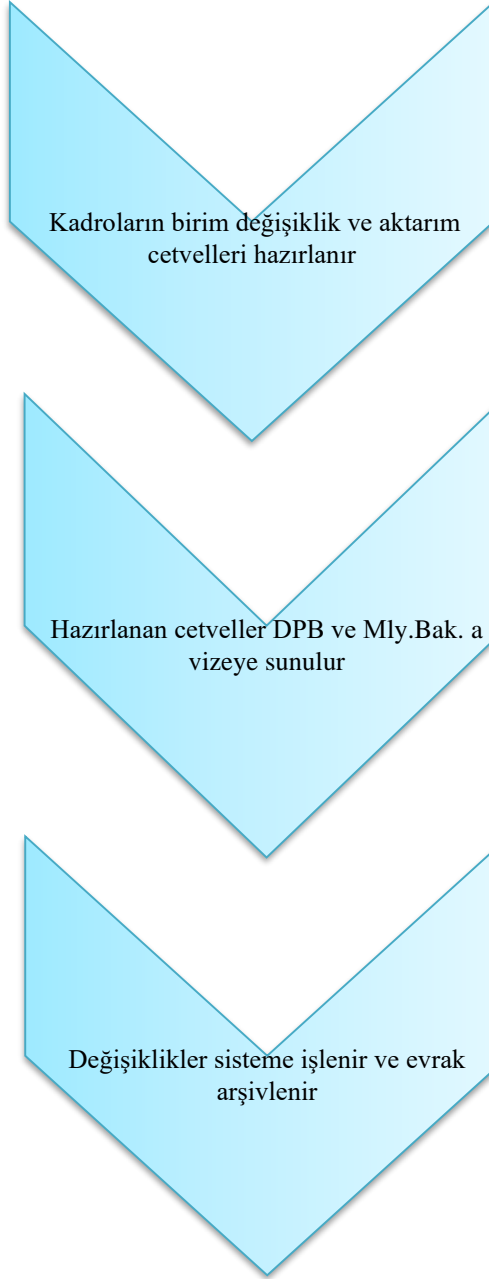 Kadroların birim değişiklik ve aktarım
cetvelleri hazırlanır
Hazırlanan cetveller DPB ve Mly.Bak. a
vizeye sunulur
Değişiklikler sisteme işlenir ve evrak
arşivlenir